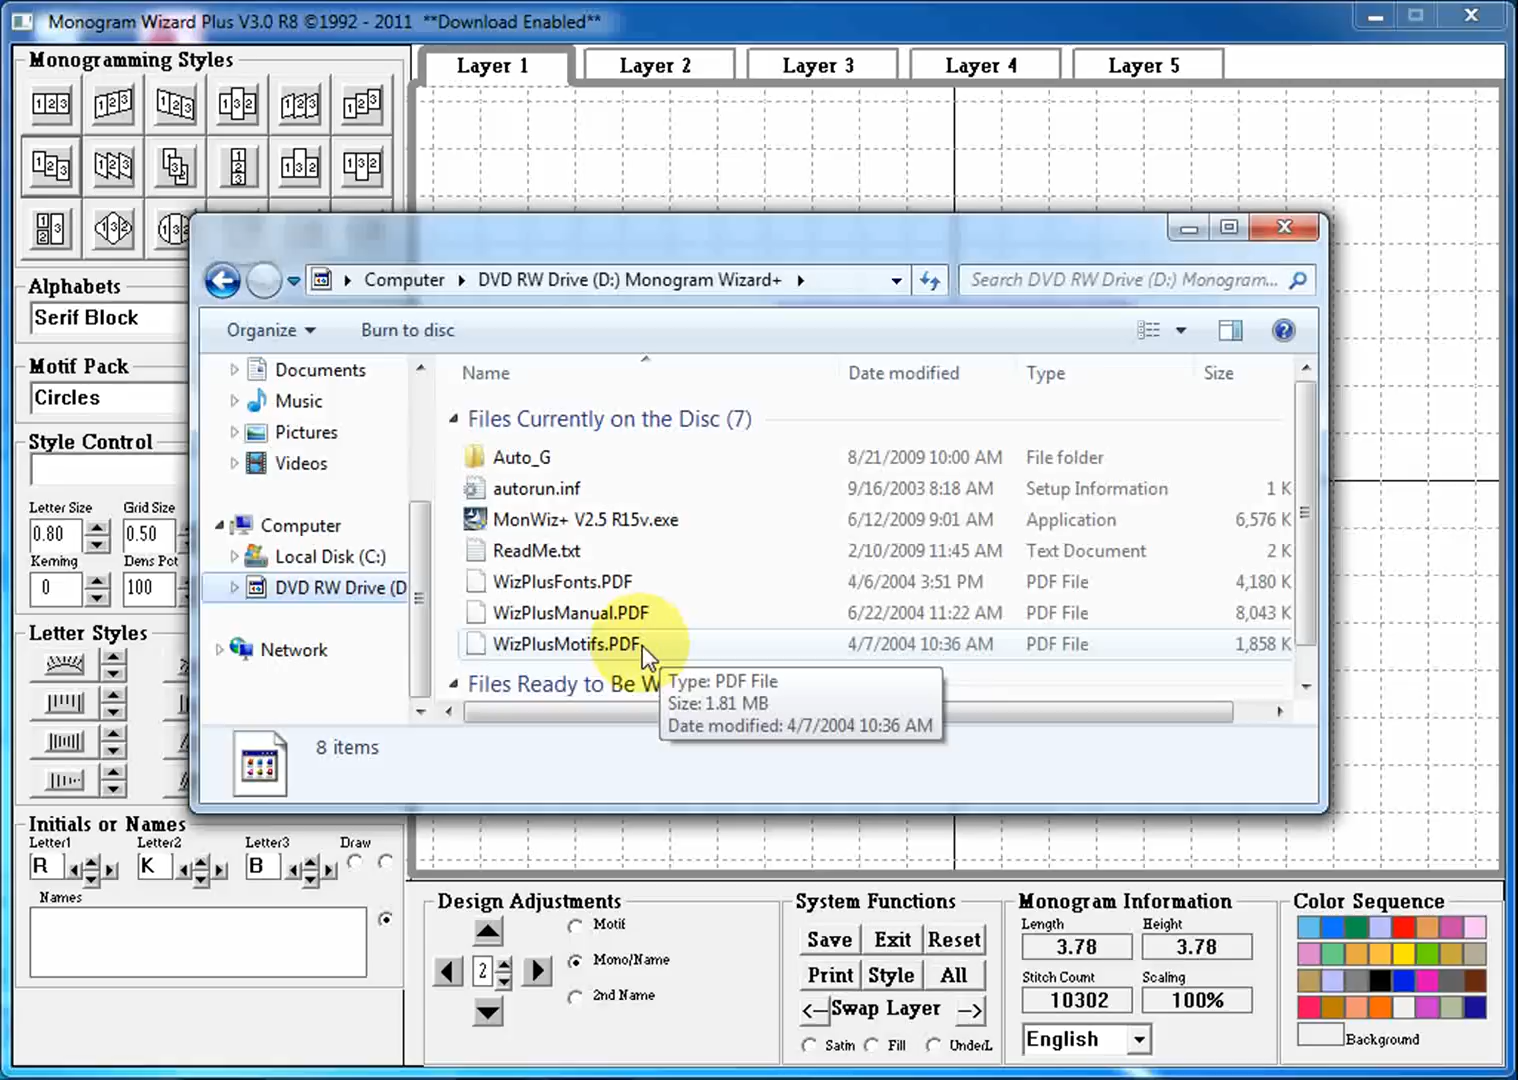 Monogram Wizard Plus V3.0 R8 ©1992 - 2011  **Download Enabled**
Monogramming Styles
Layer 1
Layer 2
Layer 3
Layer 4
Layer 5
Alphabets
Serif Block
Motif Pack
Circles
Style Control
Letter Size
Grid Size
0.80
0.50
Kerning
Dens Pct
0
100
Letter Styles
Initials or Names
Letter1
Letter2
Letter3
Draw
R
K
B
Names
Computer
DVD RW Drive (D:) Monogram Wizard+
Search DVD RW Drive (D:) Monogram...
Organize
Burn to disc
Documents
Music
Pictures
Videos
Computer
Local Disk (C:)
DVD RW Drive (D
Network
Name
Date modified
Type
Size
Files Currently on the Disc (7)
Auto_G 8/21/2009 10:00 AM File folder
autorun.inf 9/16/2003 8:18 AM Setup Information 1 K
MonWiz+ V2.5 R15v.exe 6/12/2009 9:01 AM Application 6,576 K
ReadMe.txt 2/10/2009 11:45 AM Text Document 2 K
WizPlusFonts.PDF 4/6/2004 3:51 PM PDF File 4,180 K
WizPlusManual.PDF 6/22/2004 11:22 AM PDF File 8,043 K
WizPlusMotifs.PDF 4/7/2004 10:36 AM PDF File 1,858 K
Files Ready to Be W
Type: PDF File
Size: 1.81 MB
Date modified: 4/7/2004 10:36 AM
8 items
Design Adjustments
Motif
Mono/Name
2nd Name
2
System Functions
Save
Exit
Reset
Print
Style
All
<-- Swap Layer -->
Satin
Fill
UnderL
Monogram Information
Length
Height
3.78
3.78
Stitch Count
Scaling
10302
100%
English
Color Sequence
Background